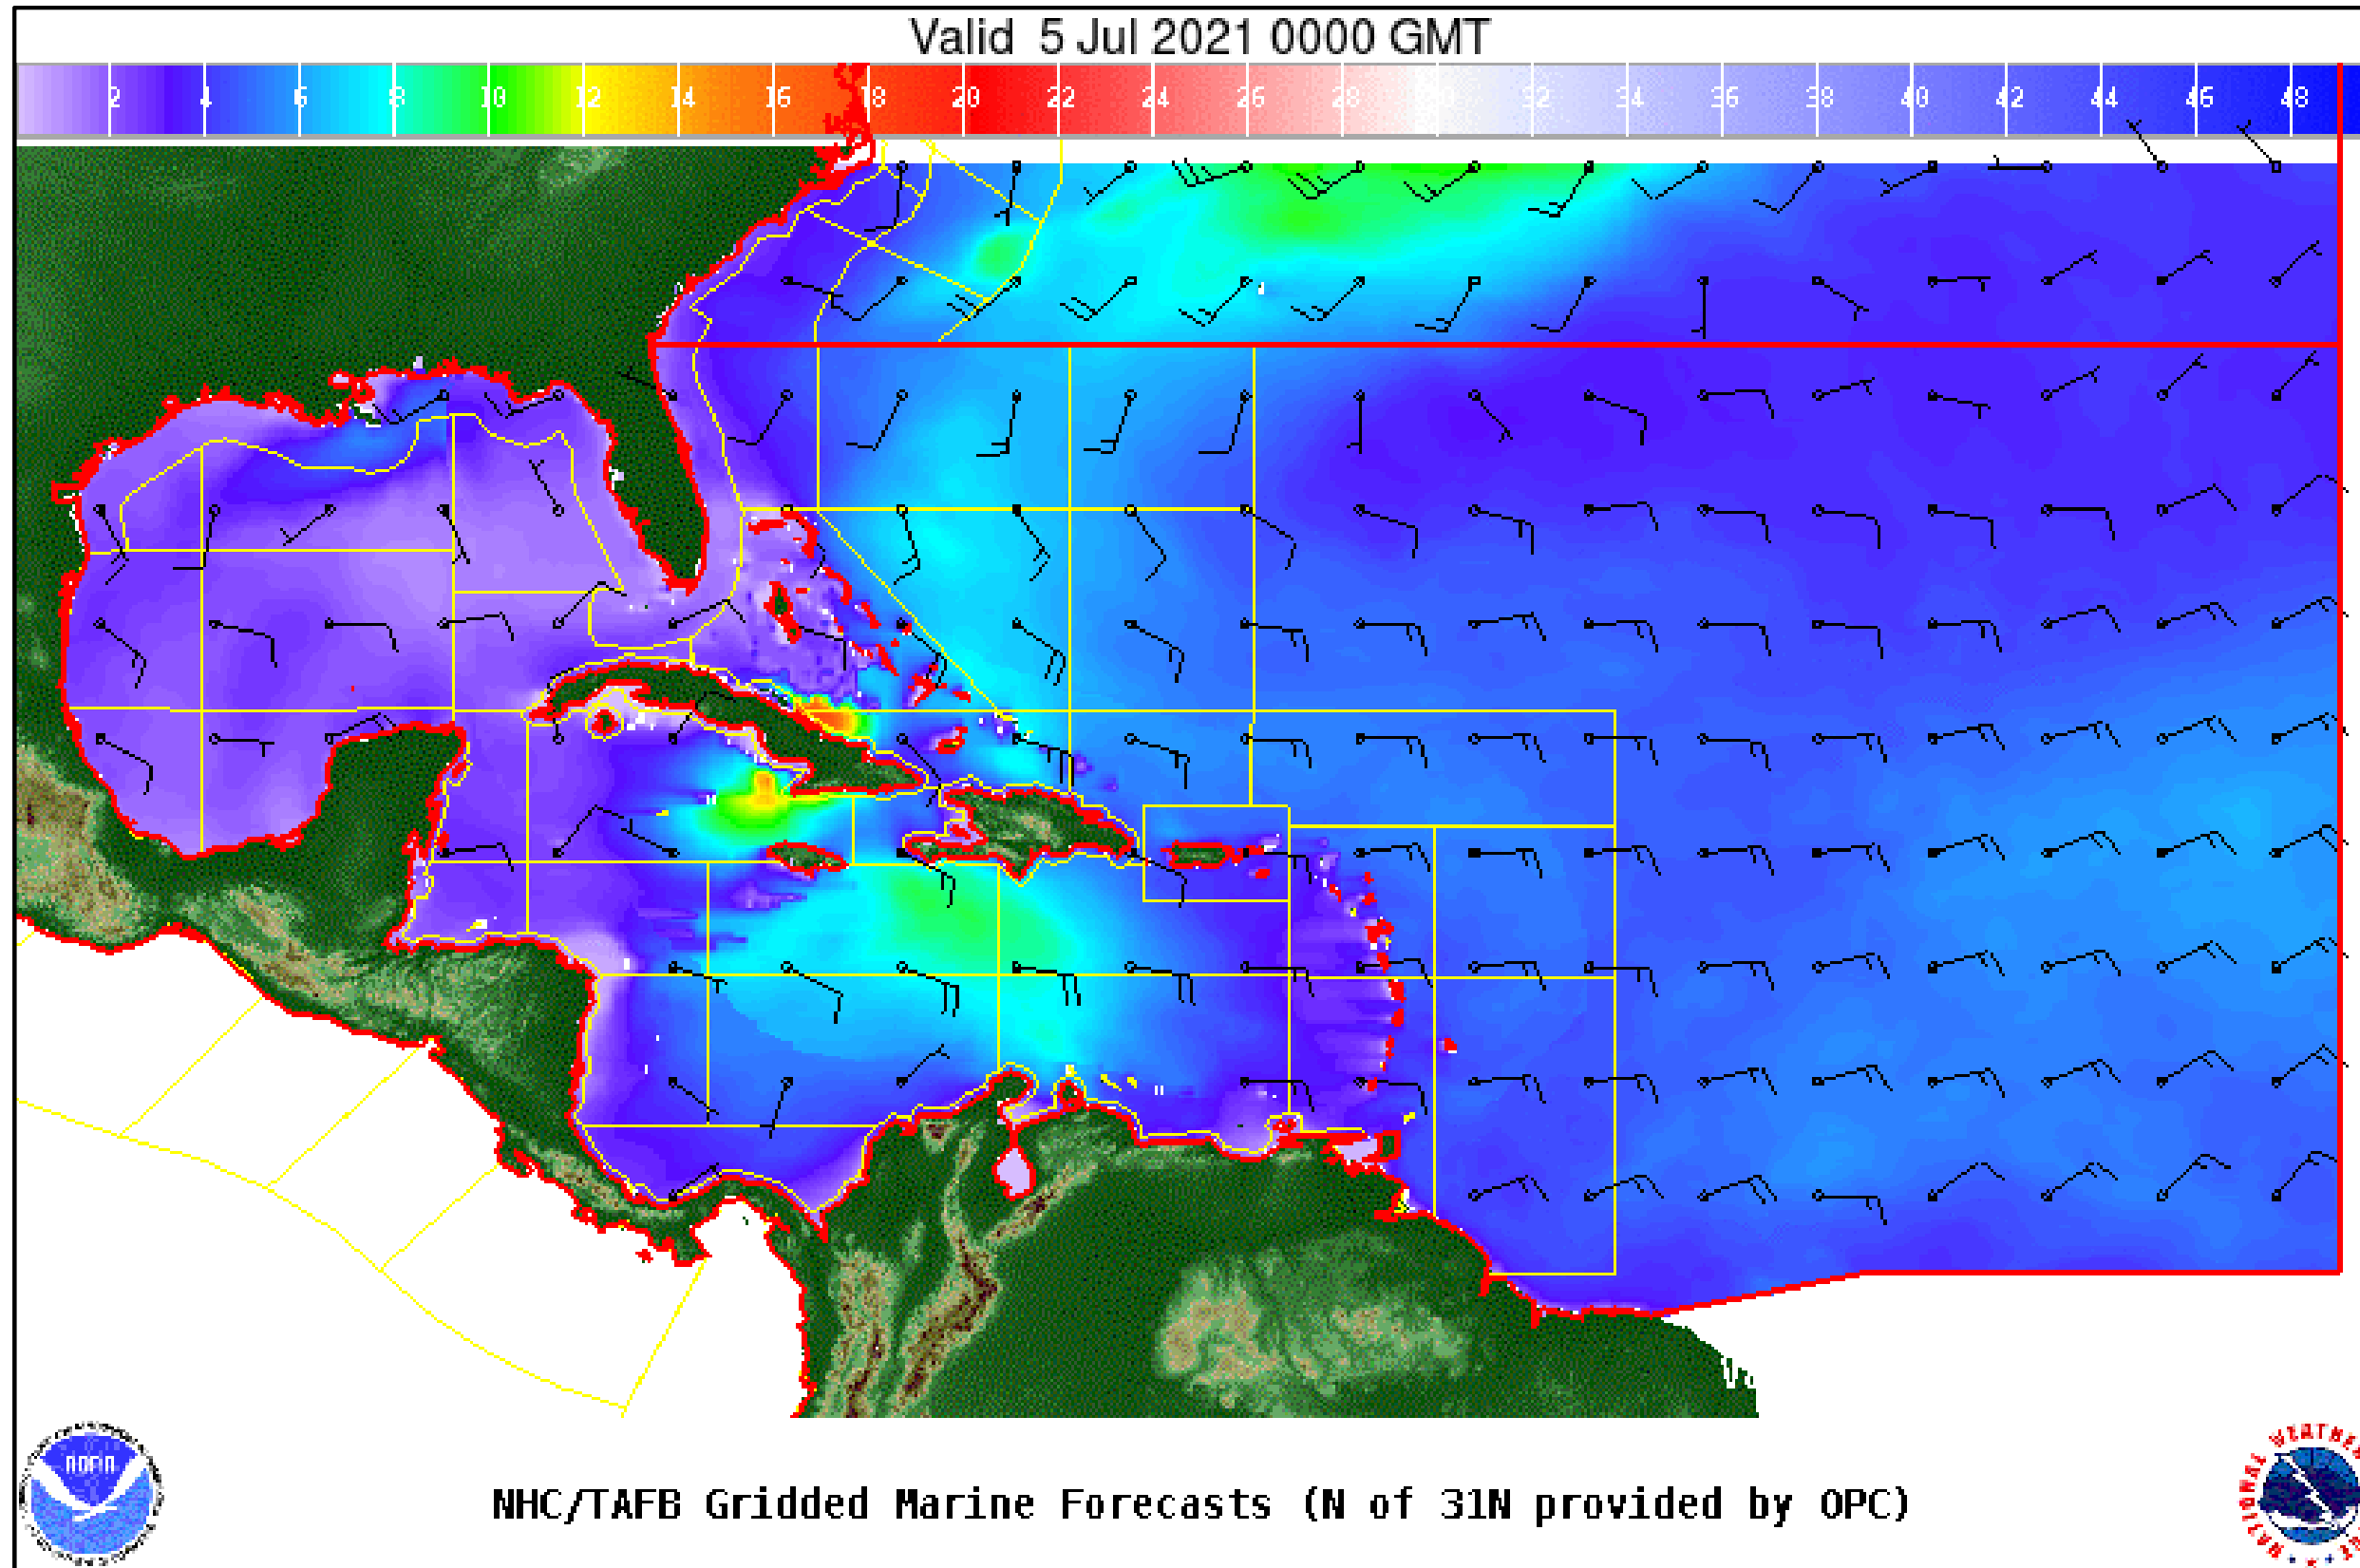 Valid 5 Jul 2021 0000 GMT
2 4 6 8 10 12 14 16 18 20 22 24 26 28 30 32 34 36 38 40 42 44 46 48
NHC/TAFB Gridded Marine Forecasts (N of 31N provided by OPC)